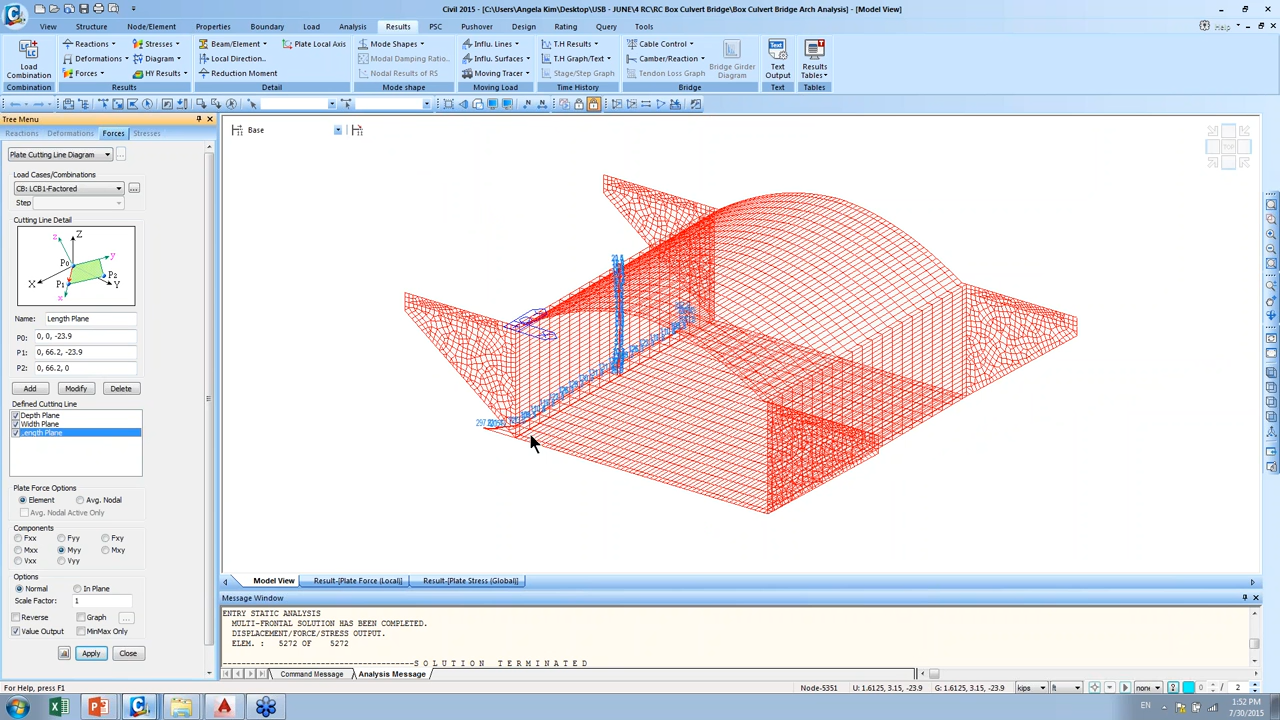 Civil 2015 - [C:\Users\Angela Kim\Desktop\USB - JUNE\4 RC\RC Box Culvert Bridge\Box Culvert Bridge Arch Analysis] - [Model View]
View Structure Node/Element Properties Boundary Load Analysis Results PSC Pushover Design Rating Query Tools Help
Load Combination
Combination
Reactions
Deformation
Forces
Stresses
Diagram
HY Results
Results
Beam/Element
Local Direction..
Reduction Moment
Plate Local Axis
Detail
Mode Shapes
Modal Damping Ratio..
Nodal Results of RS
Mode shape
Influ. Lines
Influ. Surfaces
Moving Tracer
Moving Load
T.H Results
T.H Graph/Text
Stage/Step Graph
Time History
Cable Control
Camber/Reaction
Tendon Loss Graph
Bridge Girder Diagram
Bridge
Text Output
Text
Results Tables
Tables
Tree Menu
Reactions Deformations Forces Stresses
Plate Cutting Line Diagram
Load Cases/Combinations
CB: LCB1-Factored
Step
Cutting Line Detail
z Z y P0 P2 X P1 Y x
Name: Length Plane
P0: 0, 0, -23.9
P1: 0, 66.2, -23.9
P2: 0, 66.2, 0
Add Modify Delete
Defined Cutting Line
Depth Plane
Width Plane
Length Plane
Plate Force Options
Element Avg. Nodal
Avg. Nodal Active Only
Components
Fxx Fyy Fxy
Mxx Myy Mxy
Vxx Vyy
Options
Normal In Plane
Scale Factor: 1
Reverse Graph
Value Output MinMax Only
Apply Close
Base
TOP
Model View Result-[Plate Force (Local)] Result-[Plate Stress (Global)]
Message Window
ENTRY STATIC ANALYSIS
MULTI-FRONTAL SOLUTION HAS BEEN COMPLETED.
DISPLACEMENT/FORCE/STRESS OUTPUT.
ELEM. : 5272 OF 5272
S O L U T I O N T E R M I N A T E D
Command Message Analysis Message
For Help, press F1
Node-5351 U: 1.6125, 3.15, -23.9 G: 1.6125, 3.15, -23.9 kips ft non 0 / 2
EN 1:52 PM
7/30/2015